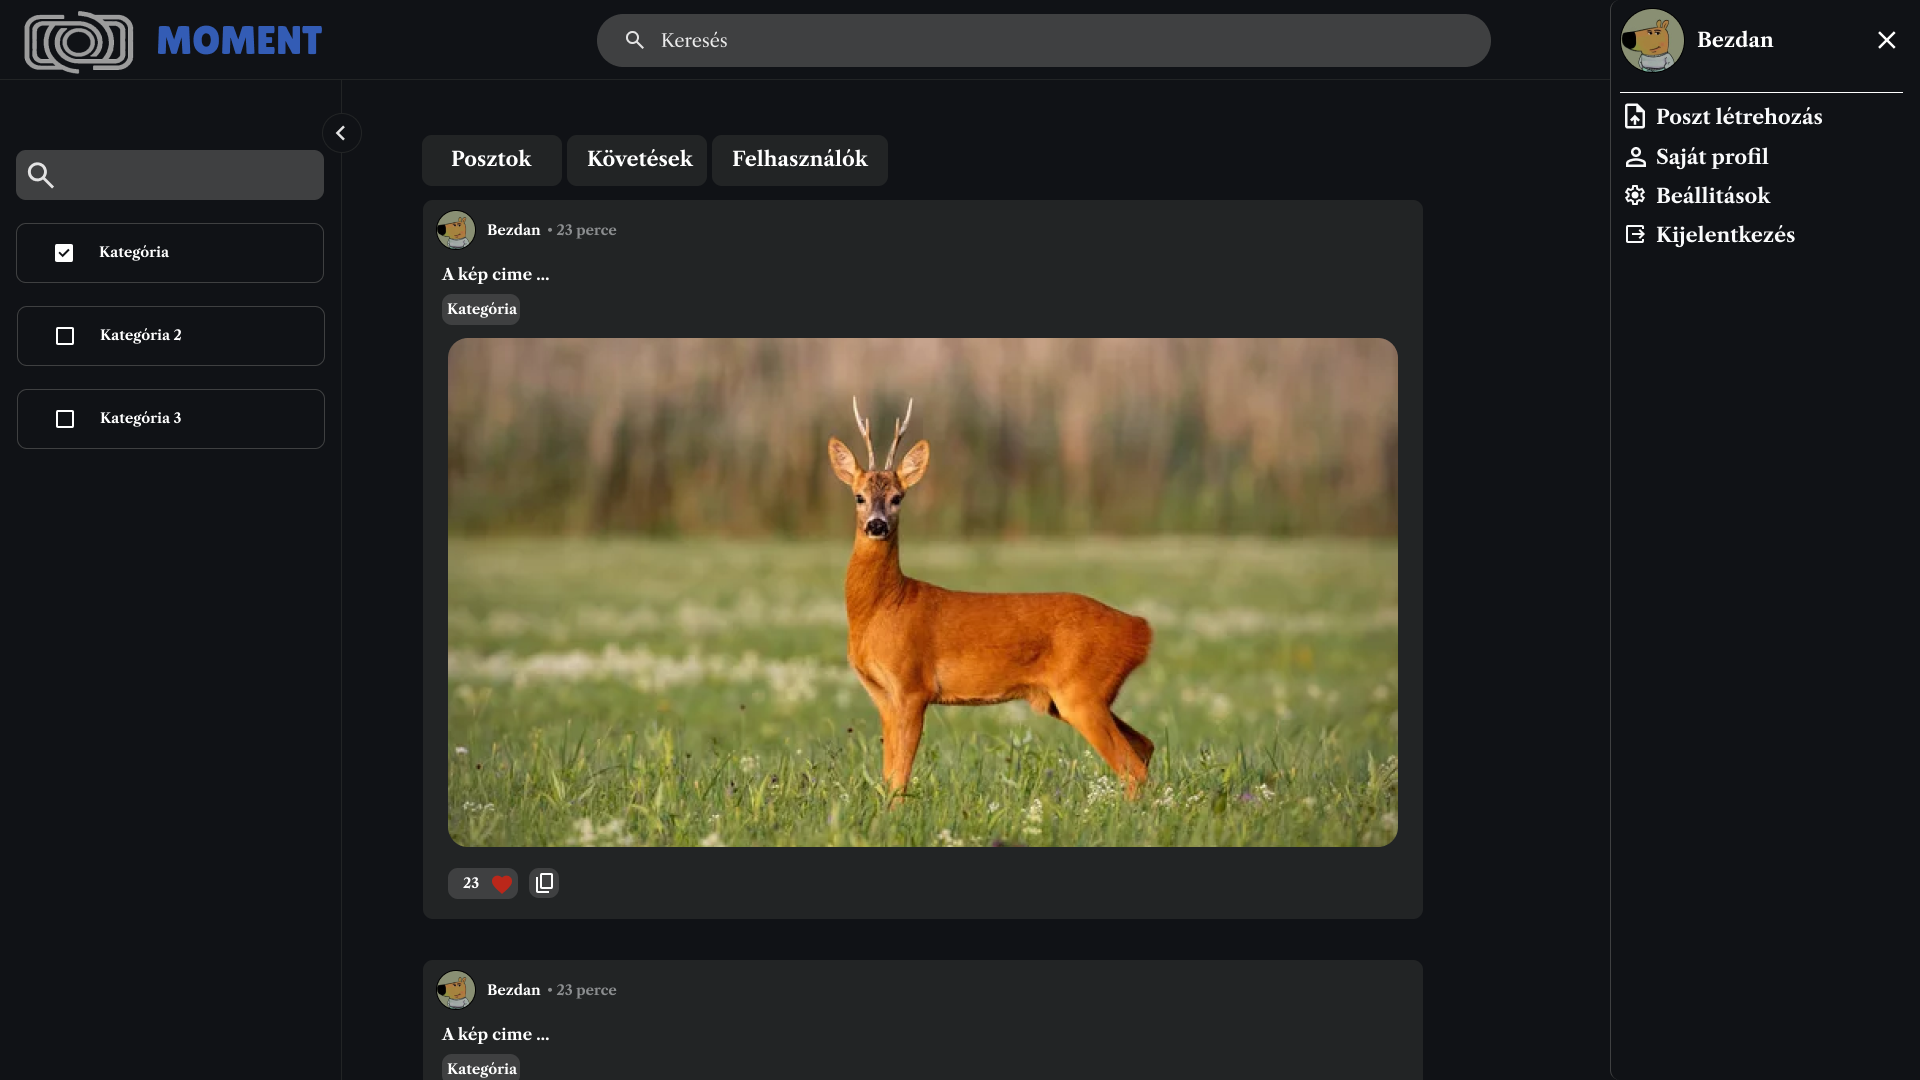 MOMENT
Keresés
Bezdan
Poszt létrehozás
Saját profil
Beállitások
Kijelentkezés
Kategória
Kategória 2
Kategória 3
Posztok
Követések
Felhasználók
Bezdan • 23 perce
A kép cime ...
Kategória
23
Bezdan • 23 perce
A kép cime ...
Kategória